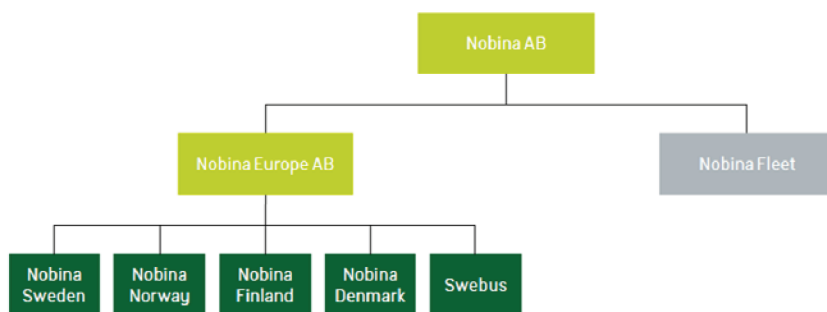 Nobina AB
Nobina Europe AB
Nobina Fleet
Nobina
Sweden
Nobina
Norway
Nobina
Finland
Nobina
Denmark
Swebus